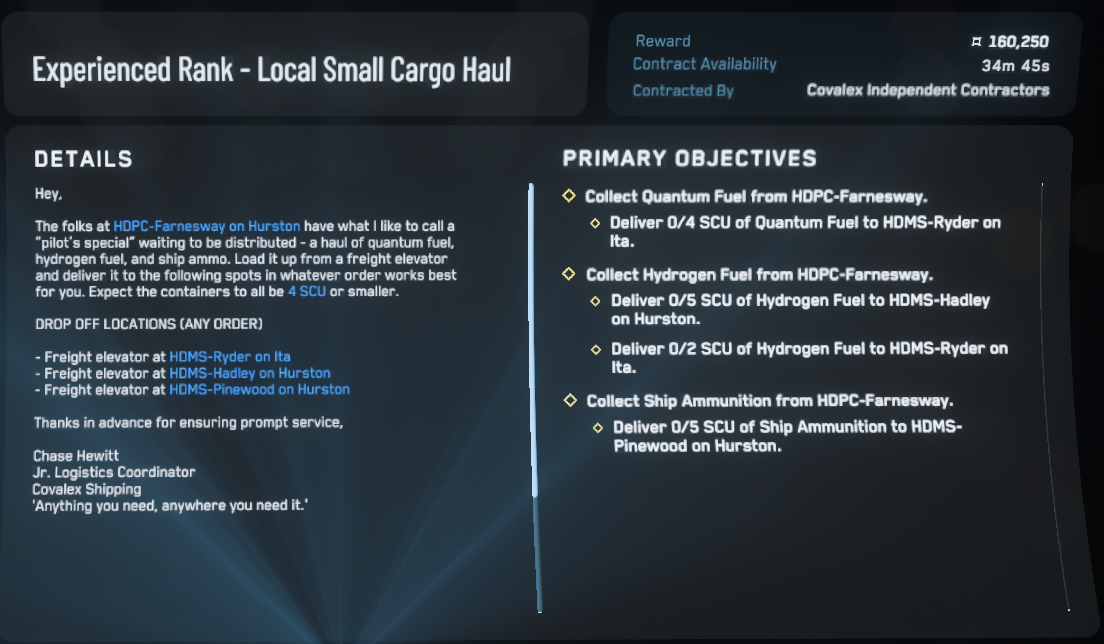 Experienced Rank - Local Small Cargo Haul
Reward ¤ 160,250
Contract Availability 34m 45s
Contracted By Covalex Independent Contractors
DETAILS
Hey,
The folks at HDPC-Farnesway on Hurston have what I like to call a
"pilot's special" waiting to be distributed - a haul of quantum fuel,
hydrogen fuel, and ship ammo. Load it up from a freight elevator
and deliver it to the following spots in whatever order works best
for you. Expect the containers to all be 4 SCU or smaller.
DROP OFF LOCATIONS (ANY ORDER)
- Freight elevator at HDMS-Ryder on Ita
- Freight elevator at HDMS-Hadley on Hurston
- Freight elevator at HDMS-Pinewood on Hurston
Thanks in advance for ensuring prompt service,
Chase Hewitt
Jr. Logistics Coordinator
Covalex Shipping
'Anything you need, anywhere you need it.'
PRIMARY OBJECTIVES
Collect Quantum Fuel from HDPC-Farnesway.
Deliver 0/4 SCU of Quantum Fuel to HDMS-Ryder on
Ita.
Collect Hydrogen Fuel from HDPC-Farnesway.
Deliver 0/5 SCU of Hydrogen Fuel to HDMS-Hadley
on Hurston.
Deliver 0/2 SCU of Hydrogen Fuel to HDMS-Ryder on
Ita.
Collect Ship Ammunition from HDPC-Farnesway.
Deliver 0/5 SCU of Ship Ammunition to HDMS-
Pinewood on Hurston.